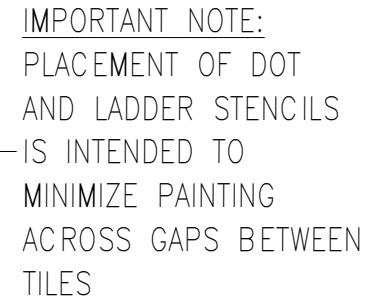 IMPORTANT NOTE:
PLACEMENT OF DOT
AND LADDER STENCILS
IS INTENDED TO
MINIMIZE PAINTING
ACROSS GAPS BETWEEN
TILES